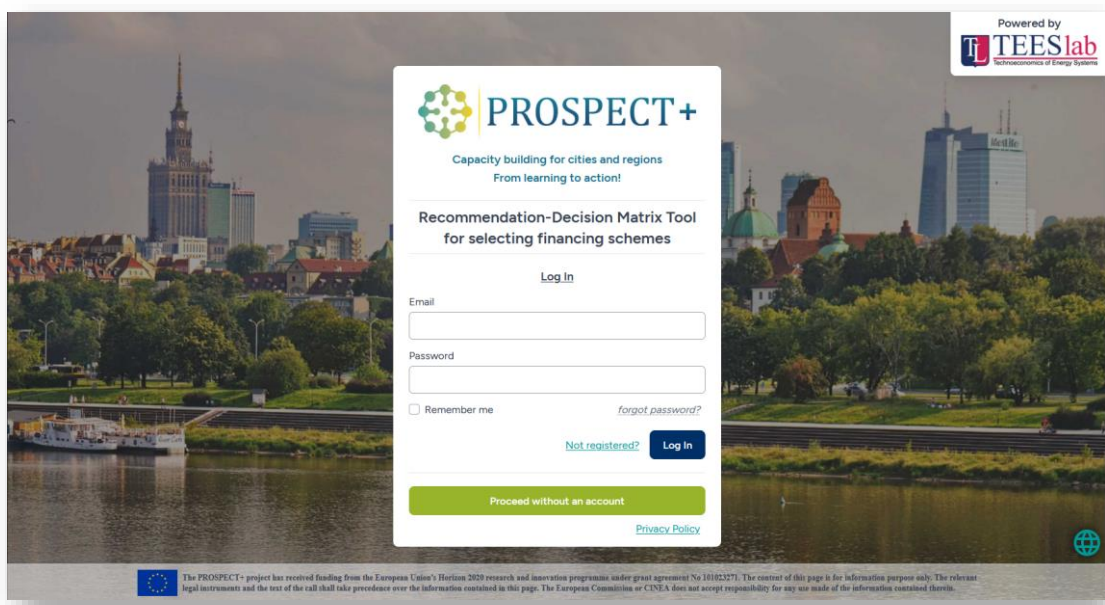 Powered by
TL TEESlab
Technoeconomics of Energy Systems
PROSPECT+
Capacity building for cities and regions
From learning to action!
Recommendation-Decision Matrix Tool
for selecting financing schemes
Log In
Email
Password
Remember me
forgot password?
Not registered?
Log In
Proceed without an account
Privacy Policy
MetLife
The PROSPECT+ project has received funding from the European Union's Horizon 2020 research and innovation programme under grant agreement No 101023271. The content of this page is for information purpose only. The relevant
legal instruments and the text of the call shall take precedence over the information contained in this page. The European Commission or CINEA does not accept responsibility for any use made of the information contained therein.